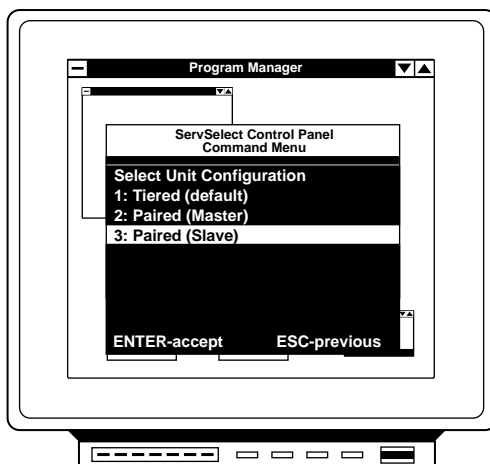 Program Manager
ServSelect Control Panel
Command Menu
Select Unit Configuration
1: Tiered (default)
2: Paired (Master)
3: Paired (Slave)
ENTER-accept ESC-previous